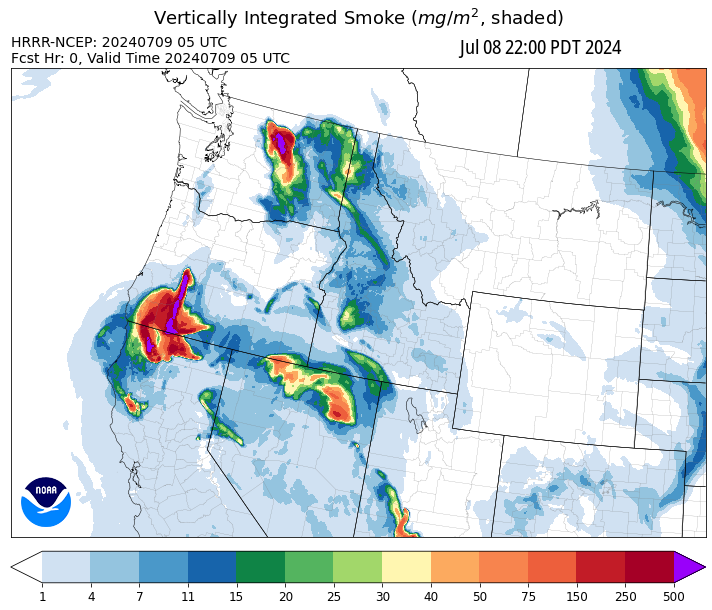 Vertically Integrated Smoke (mg/m², shaded)
HRRR-NCEP: 20240709 05 UTC
Jul 08 22:00 PDT 2024
Fcst Hr: 0, Valid Time 20240709 05 UTC
NOAA
1 4 7 11 15 20 25 30 40 50 75 150 250 500